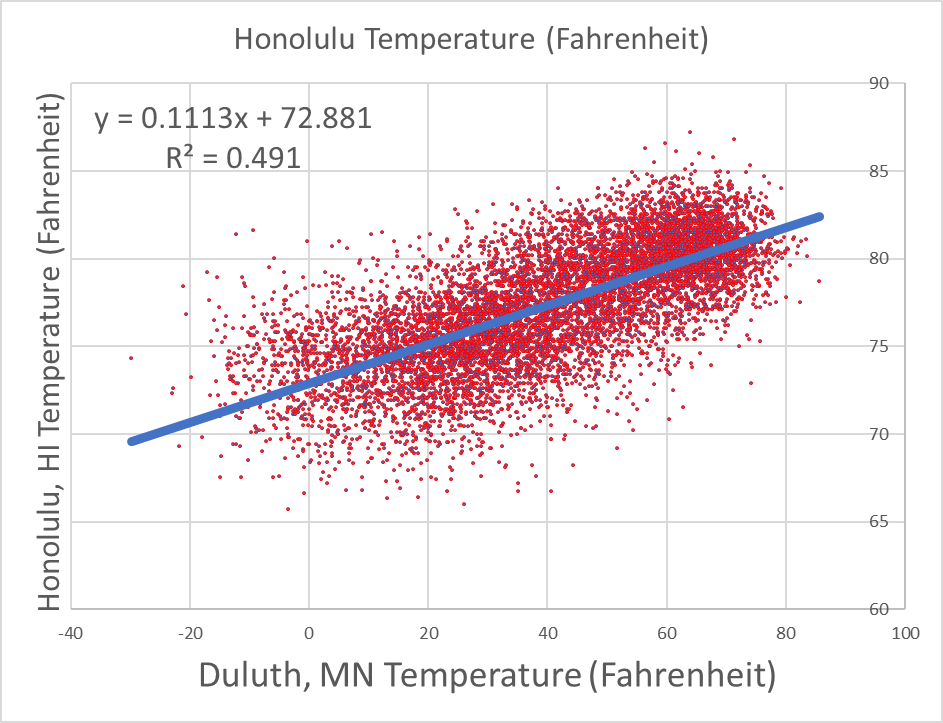 Honolulu Temperature (Fahrenheit)
y = 0.1113x + 72.881
R² = 0.491
Honolulu, HI Temperature (Fahrenheit)
90
85
80
75
70
65
60
-40 -20 0 20 40 60 80 100
Duluth, MN Temperature (Fahrenheit)